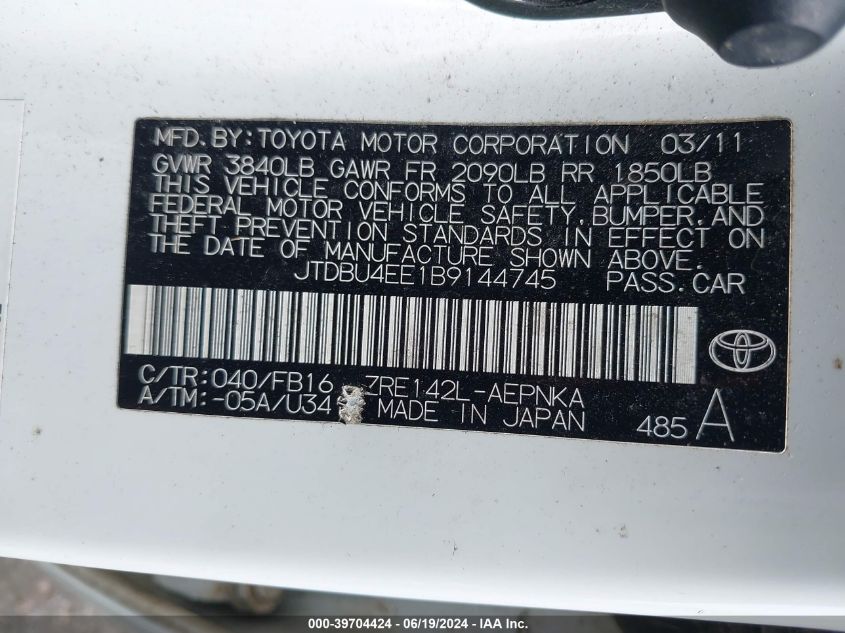 MFD.BY:TOYOTA MOTOR CORPORATION 03/11
GVWR 3840LB GAWR FR 2090LB RR 1850LB
THIS VEHICLE CONFORMS TO ALL APPLICABLE
FEDERAL MOTOR VEHICLE SAFETY,BUMPER,AND
THEFT PREVENTION STANDARDS IN EFFECT ON
THE DATE OF MANUFACTURE SHOWN ABOVE.
JTDBU4EE1B9144745 PASS.CAR
C/TR:040/FB16 ZRE142L-AEPNKA
A/TM:-05A/U34 MADE IN JAPAN 485 A
000-39704424 - 06/19/2024 - IAA Inc.